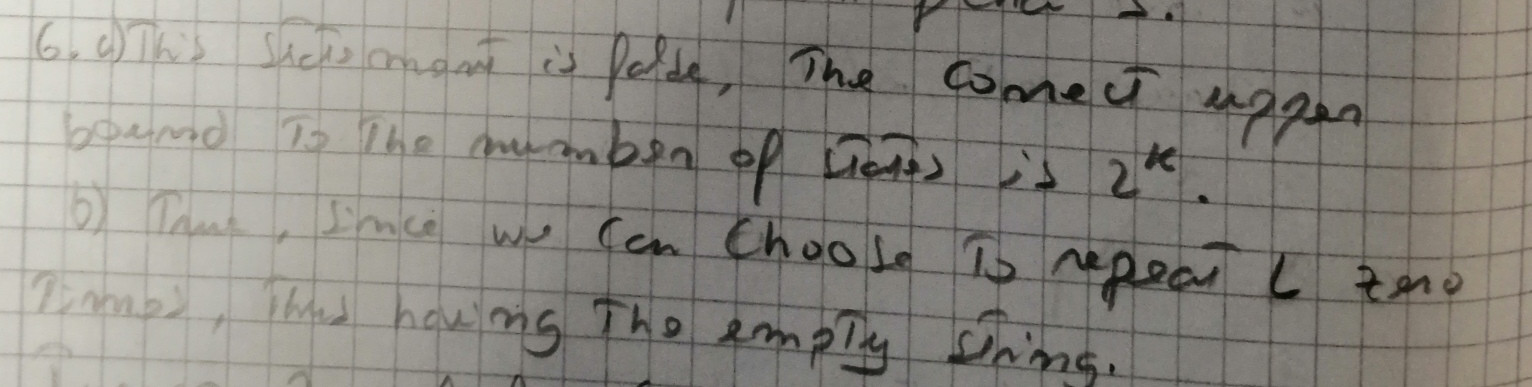 6. a) This statement is false, The correct upper
bound to the number of states is 2^k.
b) True, since we can choose to repeat L zero
times, thus having the empty string.